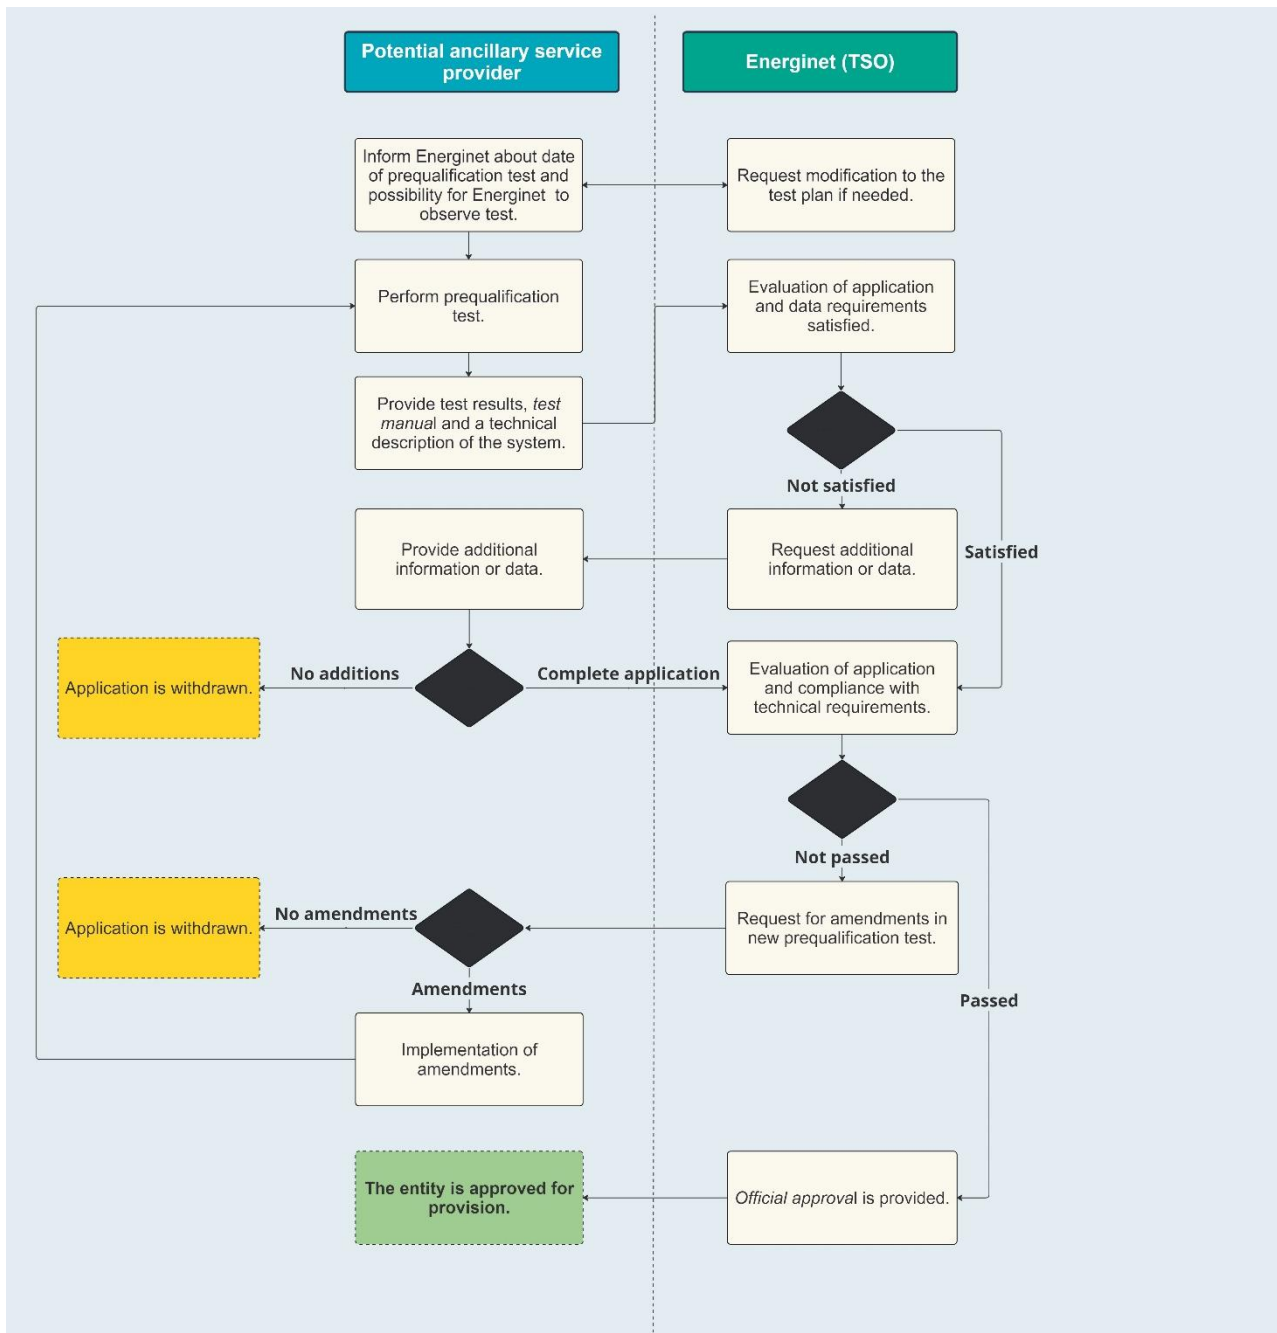 Potential ancillary service
provider
Energinet (TSO)
Inform Energinet about date
of prequalification test and
possibility for Energinet to
observe test.
Request modification to the
test plan if needed.
Perform prequalification
test.
Evaluation of application
and data requirements
satisfied.
Provide test results, test
manual and a technical
description of the system.
Not satisfied
Satisfied
Provide additional
information or data.
Request additional
information or data.
Application is withdrawn.
No additions
Complete application
Evaluation of application
and compliance with
technical requirements.
Not passed
Application is withdrawn.
No amendments
Request for amendments in
new prequalification test.
Amendments
Passed
Implementation of
amendments.
The entity is approved for
provision.
Official approval is provided.